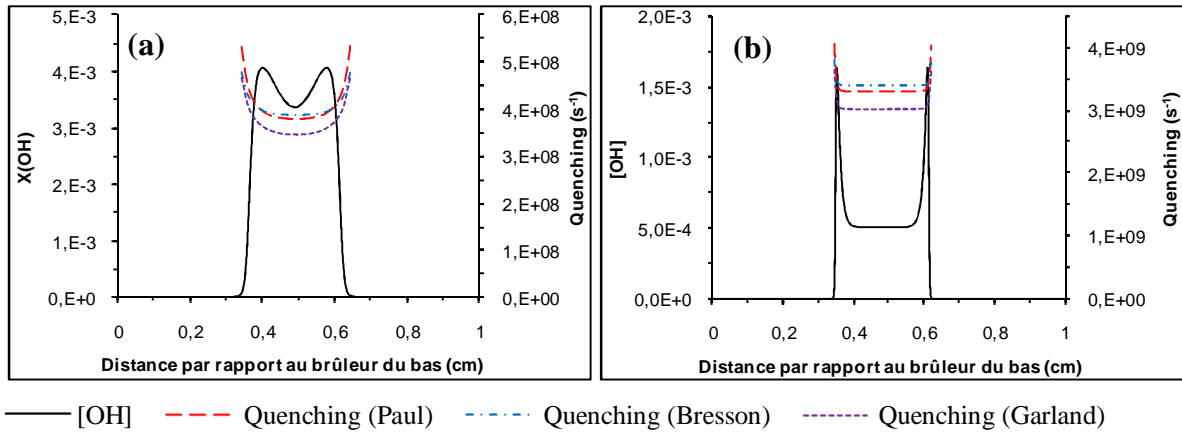 (a)
X(OH)
5,E-3
4,E-3
3,E-3
2,E-3
1,E-3
0,E+0
6,E+08
5,E+08
4,E+08
3,E+08
2,E+08
1,E+08
0,E+00
Quenching (s⁻¹)
0 0,2 0,4 0,6 0,8 1
Distance par rapport au brûleur du bas (cm)
(b)
[OH]
2,0E-3
1,5E-3
1,0E-3
5,0E-4
0,0E+0
4,E+09
3,E+09
2,E+09
1,E+09
0,E+00
Quenching (s⁻¹)
0 0,2 0,4 0,6 0,8 1
Distance par rapport au brûleur du bas (cm)
[OH] Quenching (Paul) Quenching (Bresson) Quenching (Garland)